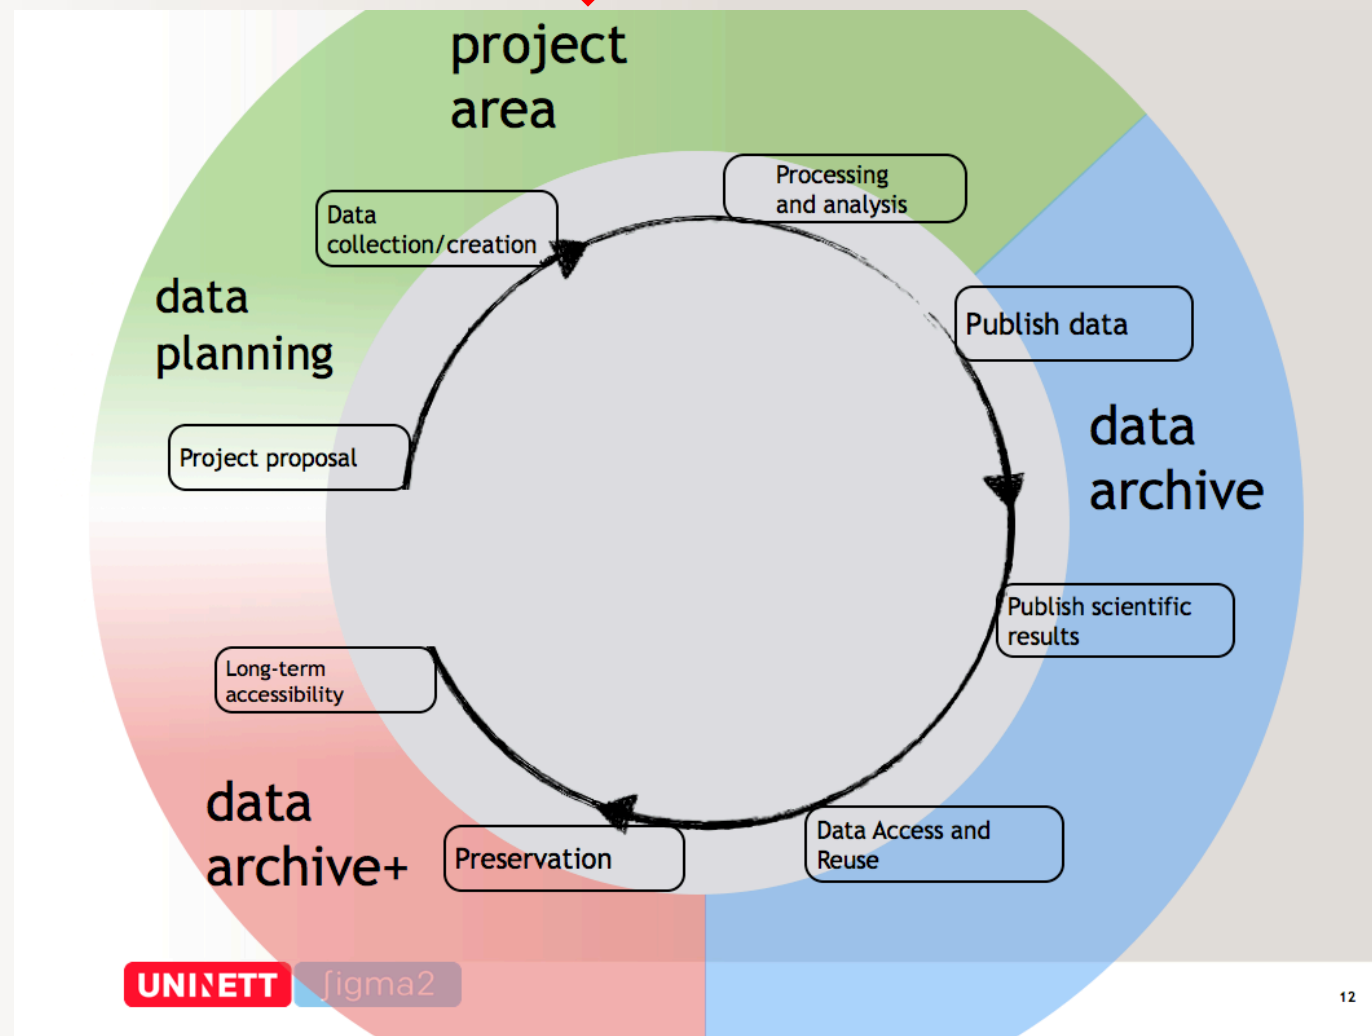 project
area
Processing
and analysis
Data
collection/creation
data
planning
Publish data
data
archive
Project proposal
Publish scientific
results
Long-term
accessibility
data
archive+
Preservation
Data Access and
Reuse
UNINETT ∫igma2
12